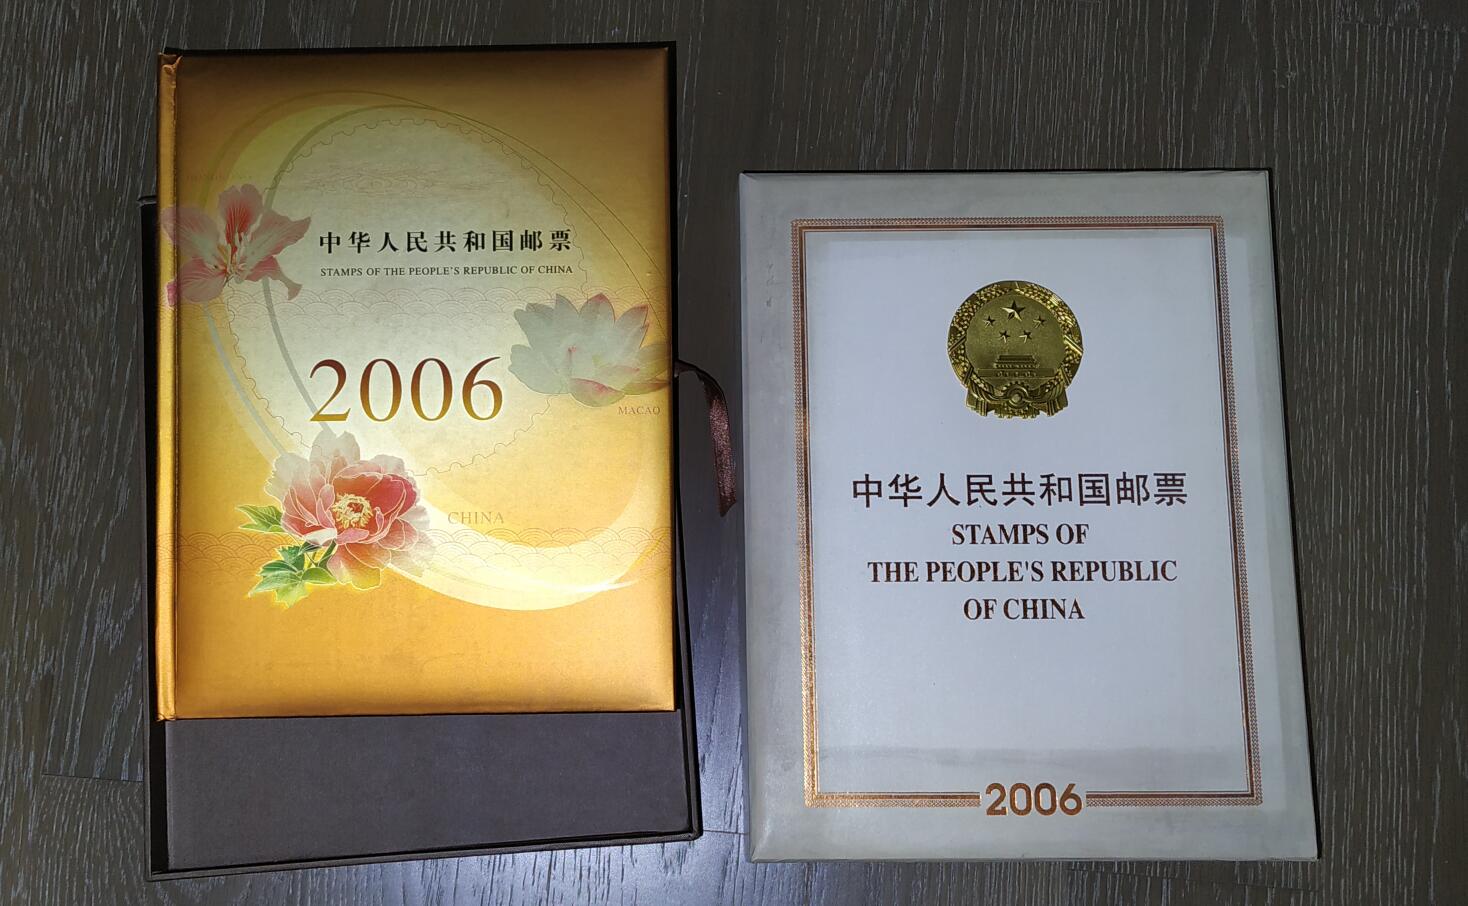 中华人民共和国邮票
STAMPS OF THE PEOPLE'S REPUBLIC OF CHINA
2006
MACAO
CHINA
中华人民共和国邮票
STAMPS OF
THE PEOPLE'S REPUBLIC
OF CHINA
2006